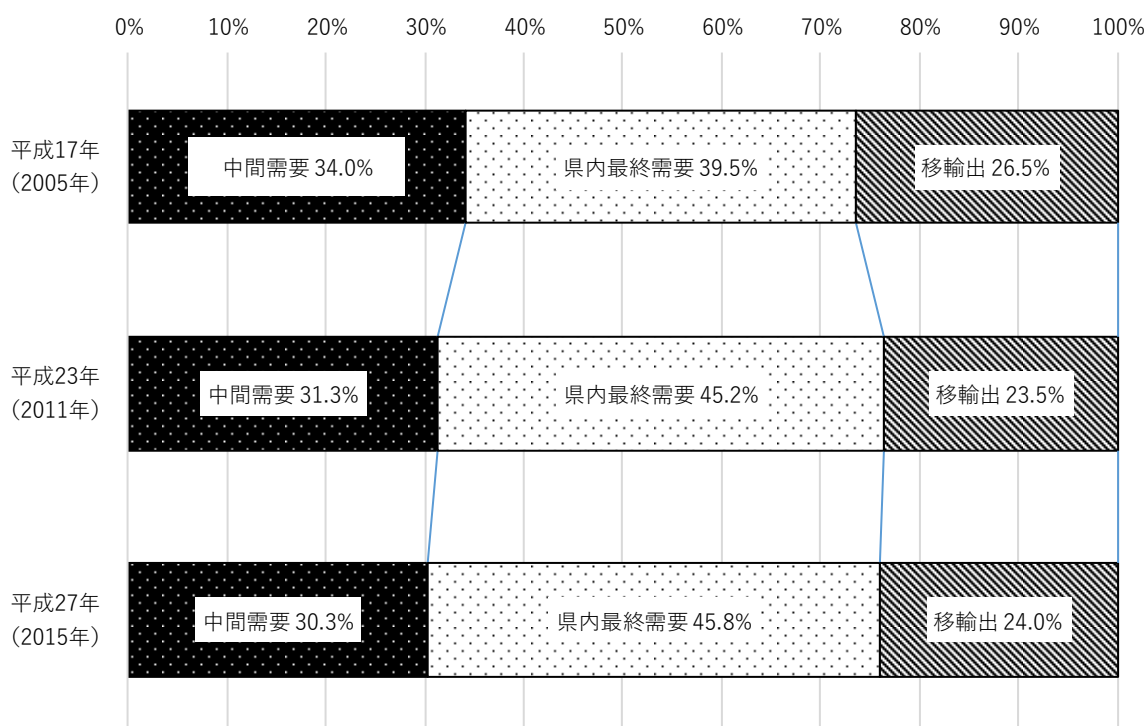 0% 10% 20% 30% 40% 50% 60% 70% 80% 90% 100%
平成17年
（2005年）
中間需要 34.0%
県内最終需要 39.5%
移輸出 26.5%
平成23年
（2011年）
中間需要 31.3%
県内最終需要 45.2%
移輸出 23.5%
平成27年
（2015年）
中間需要 30.3%
県内最終需要 45.8%
移輸出 24.0%